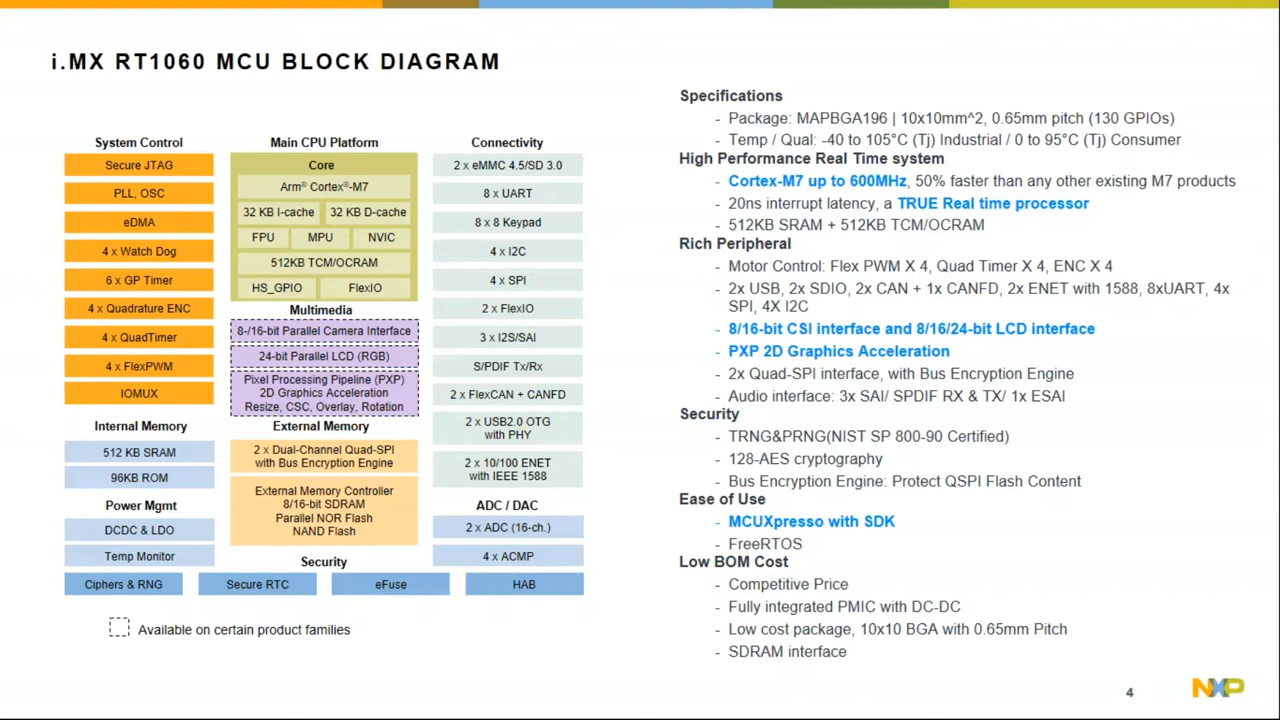 i.MX RT1060 MCU BLOCK DIAGRAM
System Control
Secure JTAG
PLL, OSC
eDMA
4 x Watch Dog
6 x GP Timer
4 x Quadrature ENC
4 x QuadTimer
4 x FlexPWM
IOMUX
Internal Memory
512 KB SRAM
96KB ROM
Power Mgmt
DCDC & LDO
Temp Monitor
Main CPU Platform
Core
Arm® Cortex®-M7
32 KB I-cache
32 KB D-cache
FPU
MPU
NVIC
512KB TCM/OCRAM
HS_GPIO
FlexIO
Multimedia
8-/16-bit Parallel Camera Interface
24-bit Parallel LCD (RGB)
Pixel Processing Pipeline (PXP)
2D Graphics Acceleration
Resize, CSC, Overlay, Rotation
External Memory
2 x Dual-Channel Quad-SPI
with Bus Encryption Engine
External Memory Controller
8/16-bit SDRAM
Parallel NOR Flash
NAND Flash
Connectivity
2 x eMMC 4.5/SD 3.0
8 x UART
8 x 8 Keypad
4 x I2C
4 x SPI
2 x FlexIO
3 x I2S/SAI
S/PDIF Tx/Rx
2 x FlexCAN + CANFD
2 x USB2.0 OTG
with PHY
2 x 10/100 ENET
with IEEE 1588
ADC / DAC
2 x ADC (16-ch.)
4 x ACMP
Security
Ciphers & RNG
Secure RTC
eFuse
HAB
Available on certain product families
Specifications
- Package: MAPBGA196 | 10x10mm^2, 0.65mm pitch (130 GPIOs)
- Temp / Qual: -40 to 105°C (Tj) Industrial / 0 to 95°C (Tj) Consumer
High Performance Real Time system
- Cortex-M7 up to 600MHz, 50% faster than any other existing M7 products
- 20ns interrupt latency, a TRUE Real time processor
- 512KB SRAM + 512KB TCM/OCRAM
Rich Peripheral
- Motor Control: Flex PWM X 4, Quad Timer X 4, ENC X 4
- 2x USB, 2x SDIO, 2x CAN + 1x CANFD, 2x ENET with 1588, 8xUART, 4x
SPI, 4X I2C
- 8/16-bit CSI interface and 8/16/24-bit LCD interface
- PXP 2D Graphics Acceleration
- 2x Quad-SPI interface, with Bus Encryption Engine
- Audio interface: 3x SAI/ SPDIF RX & TX/ 1x ESAI
Security
- TRNG&PRNG(NIST SP 800-90 Certified)
- 128-AES cryptography
- Bus Encryption Engine: Protect QSPI Flash Content
Ease of Use
- MCUXpresso with SDK
- FreeRTOS
Low BOM Cost
- Competitive Price
- Fully integrated PMIC with DC-DC
- Low cost package, 10x10 BGA with 0.65mm Pitch
- SDRAM interface
4
NXP